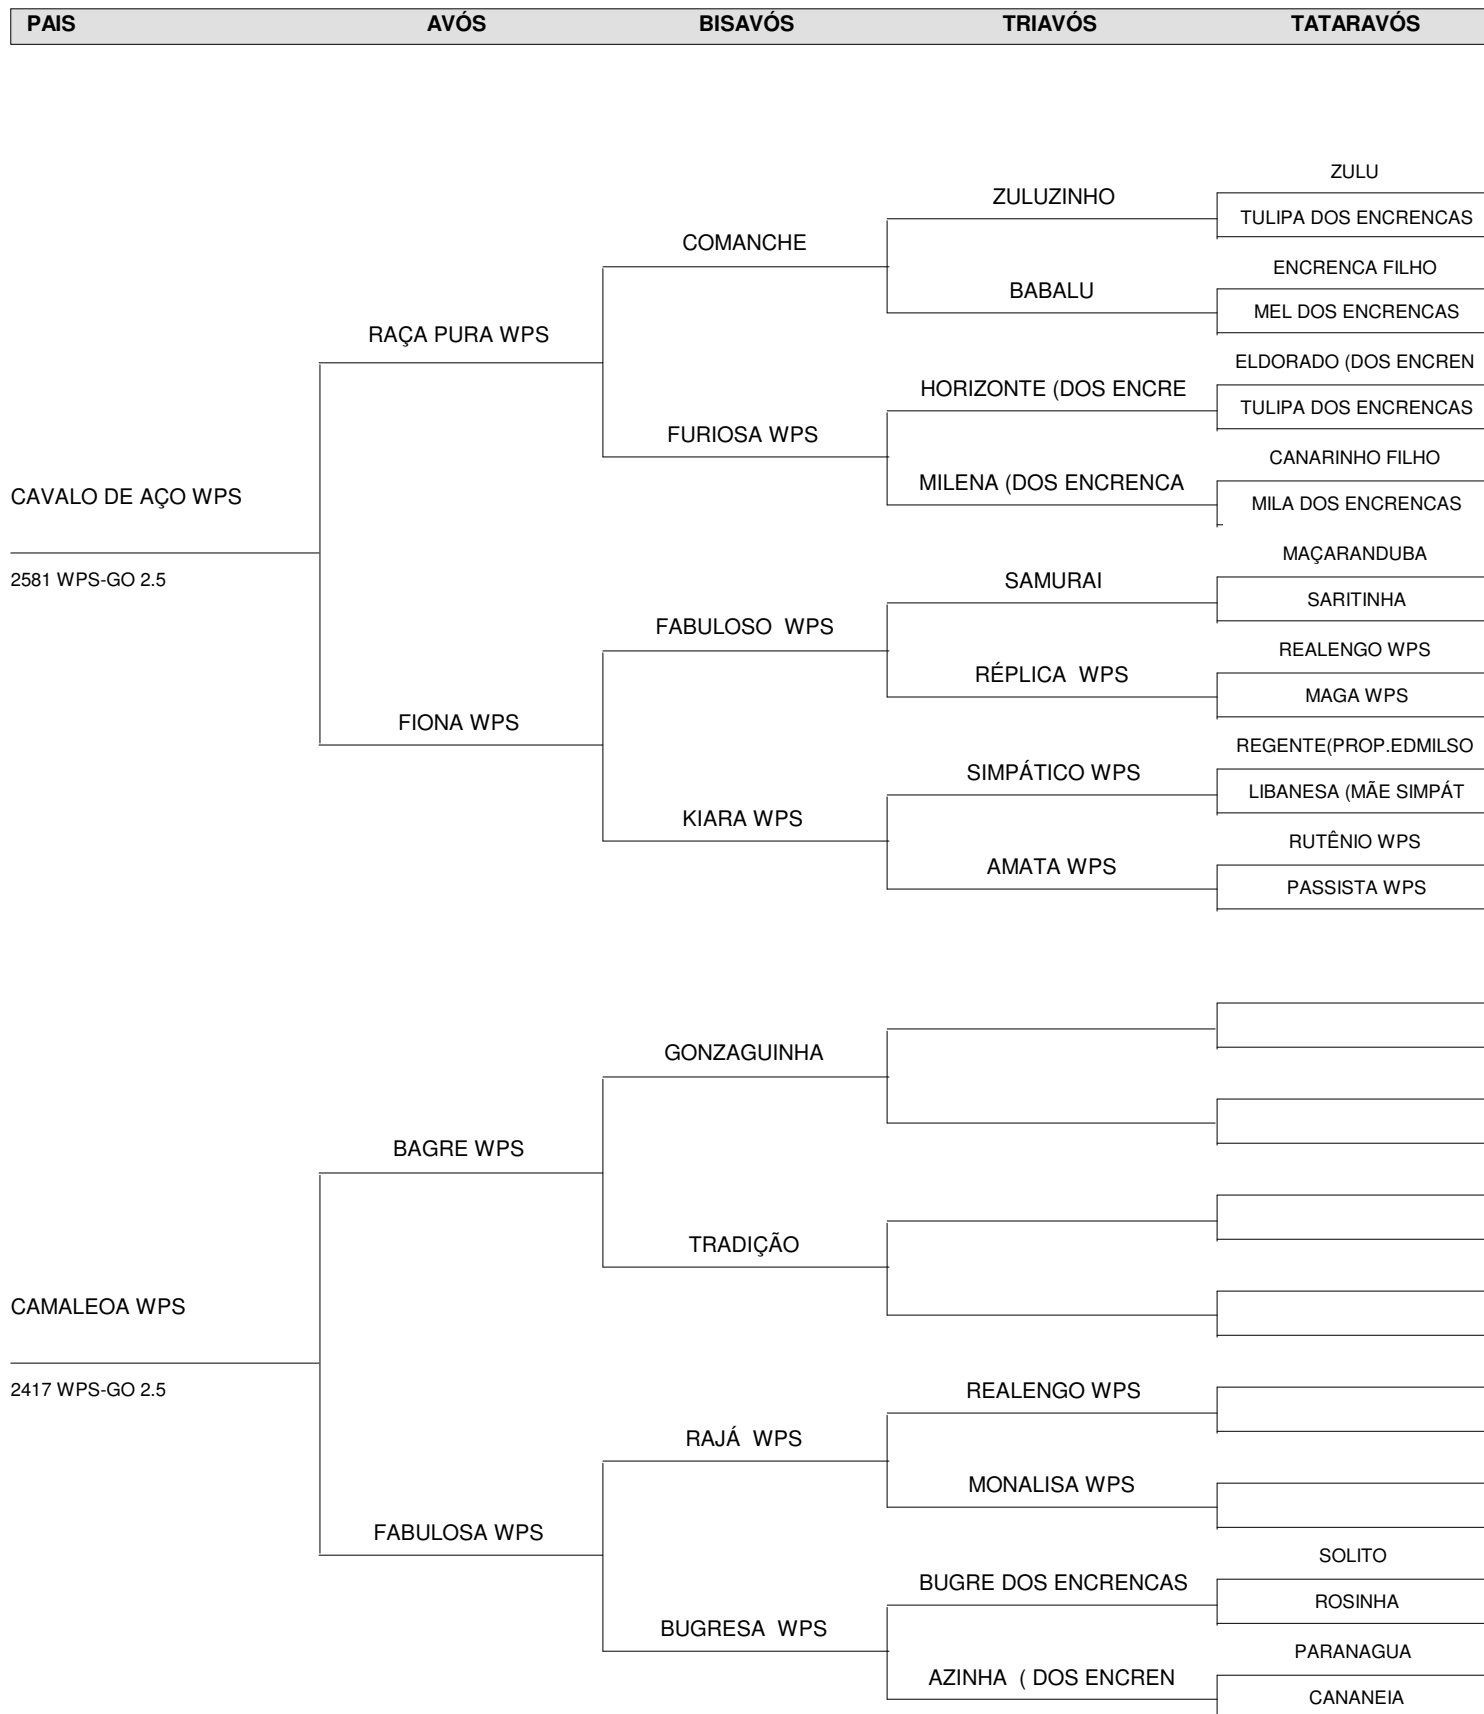 PAIS AVÓS BISAVÓS TRIAVÓS TATARAVÓS
ZULU
ZULUZINHO
TULIPA DOS ENCRENCAS
COMANCHE
ENCRENCA FILHO
BABALU
MEL DOS ENCRENCAS
RAÇA PURA WPS
ELDORADO (DOS ENCREN
HORIZONTE (DOS ENCRE
TULIPA DOS ENCRENCAS
FURIOSA WPS
CANARINHO FILHO
MILENA (DOS ENCRENCA
CAVALO DE AÇO WPS
MILA DOS ENCRENCAS
MAÇARANDUBA
2581 WPS-GO 2.5
SAMURAI
SARITINHA
FABULOSO  WPS
REALENGO WPS
RÉPLICA  WPS
MAGA WPS
FIONA WPS
REGENTE(PROP.EDMILSO
SIMPÁTICO WPS
LIBANESA (MÃE SIMPÁT
KIARA WPS
RUTÊNIO WPS
AMATA WPS
PASSISTA WPS
GONZAGUINHA
BAGRE WPS
TRADIÇÃO
CAMALEOA WPS
2417 WPS-GO 2.5
REALENGO WPS
RAJÁ  WPS
MONALISA WPS
FABULOSA WPS
SOLITO
BUGRE DOS ENCRENCAS
ROSINHA
BUGRESA  WPS
PARANAGUA
AZINHA  ( DOS ENCREN
CANANEIA